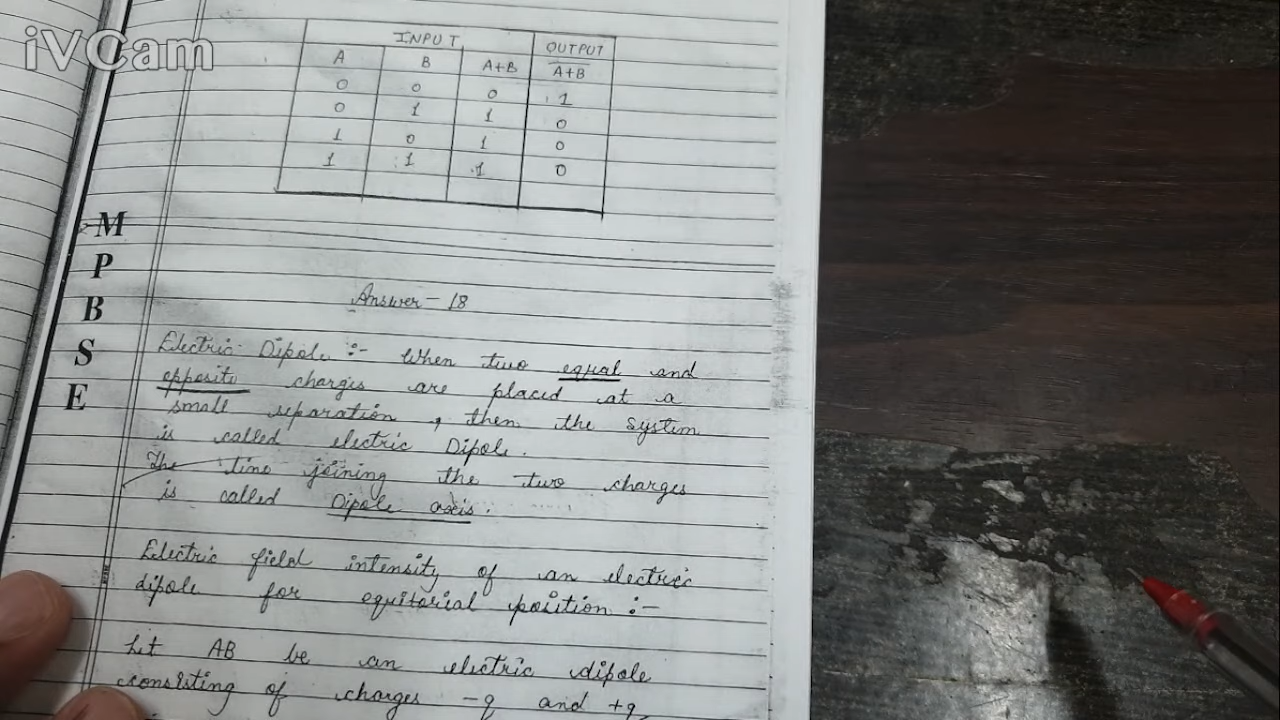 iVCam
INPUT OUTPUT
A B A+B A+B
0 0 0 1
0 1 1 0
1 0 1 0
1 1 1 0
M
P
B
S
E
Answer - 18
Electric Dipole :- When two equal and
opposite charges are placed at a
small separation, then the system
is called electric Dipole.
The line joining the two charges
is called Dipole axis.
Electric field intensity of an electric
dipole for equitorial position :-
Let AB be an electric dipole
consisting of charges -q and +q